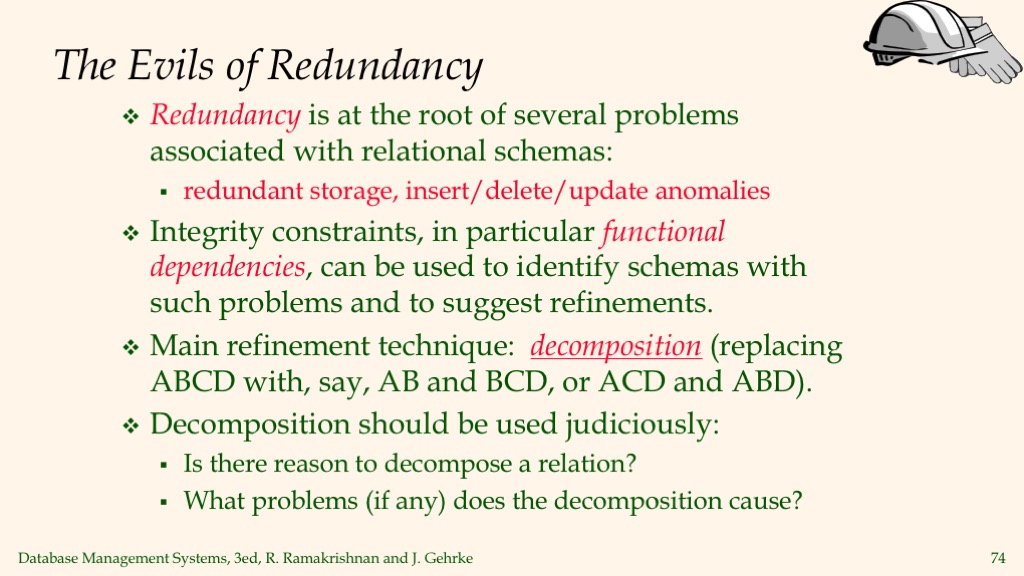 The Evils of Redundancy
❖ Redundancy is at the root of several problems
associated with relational schemas:
▪ redundant storage, insert/delete/update anomalies
❖ Integrity constraints, in particular functional
dependencies, can be used to identify schemas with
such problems and to suggest refinements.
❖ Main refinement technique: decomposition (replacing
ABCD with, say, AB and BCD, or ACD and ABD).
❖ Decomposition should be used judiciously:
▪ Is there reason to decompose a relation?
▪ What problems (if any) does the decomposition cause?
Database Management Systems, 3ed, R. Ramakrishnan and J. Gehrke 74